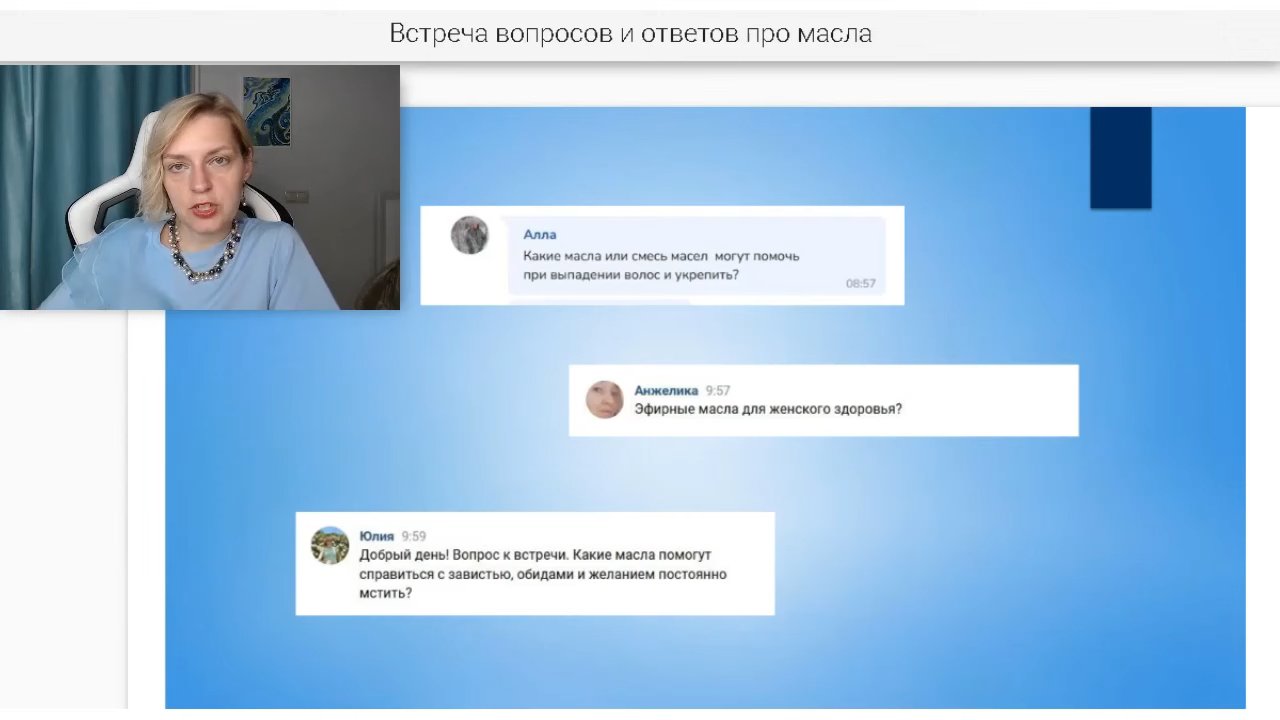 Встреча вопросов и ответов про масла
Алла
Какие масла или смесь масел могут помочь
при выпадении волос и укрепить?
08:57
Анжелика 9:57
Эфирные масла для женского здоровья?
Юлия 9:59
Добрый день! Вопрос к встречи. Какие масла помогут
справиться с завистью, обидами и желанием постоянно
мстить?